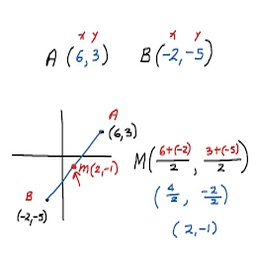 x y x y
A (6,3) B(-2,-5)
A
(6,3)
M(2,-1)
B
(-2,-5)
M(6+(-2)/2 , 3+(-5)/2)
(4/2 , -2/2)
(2,-1)